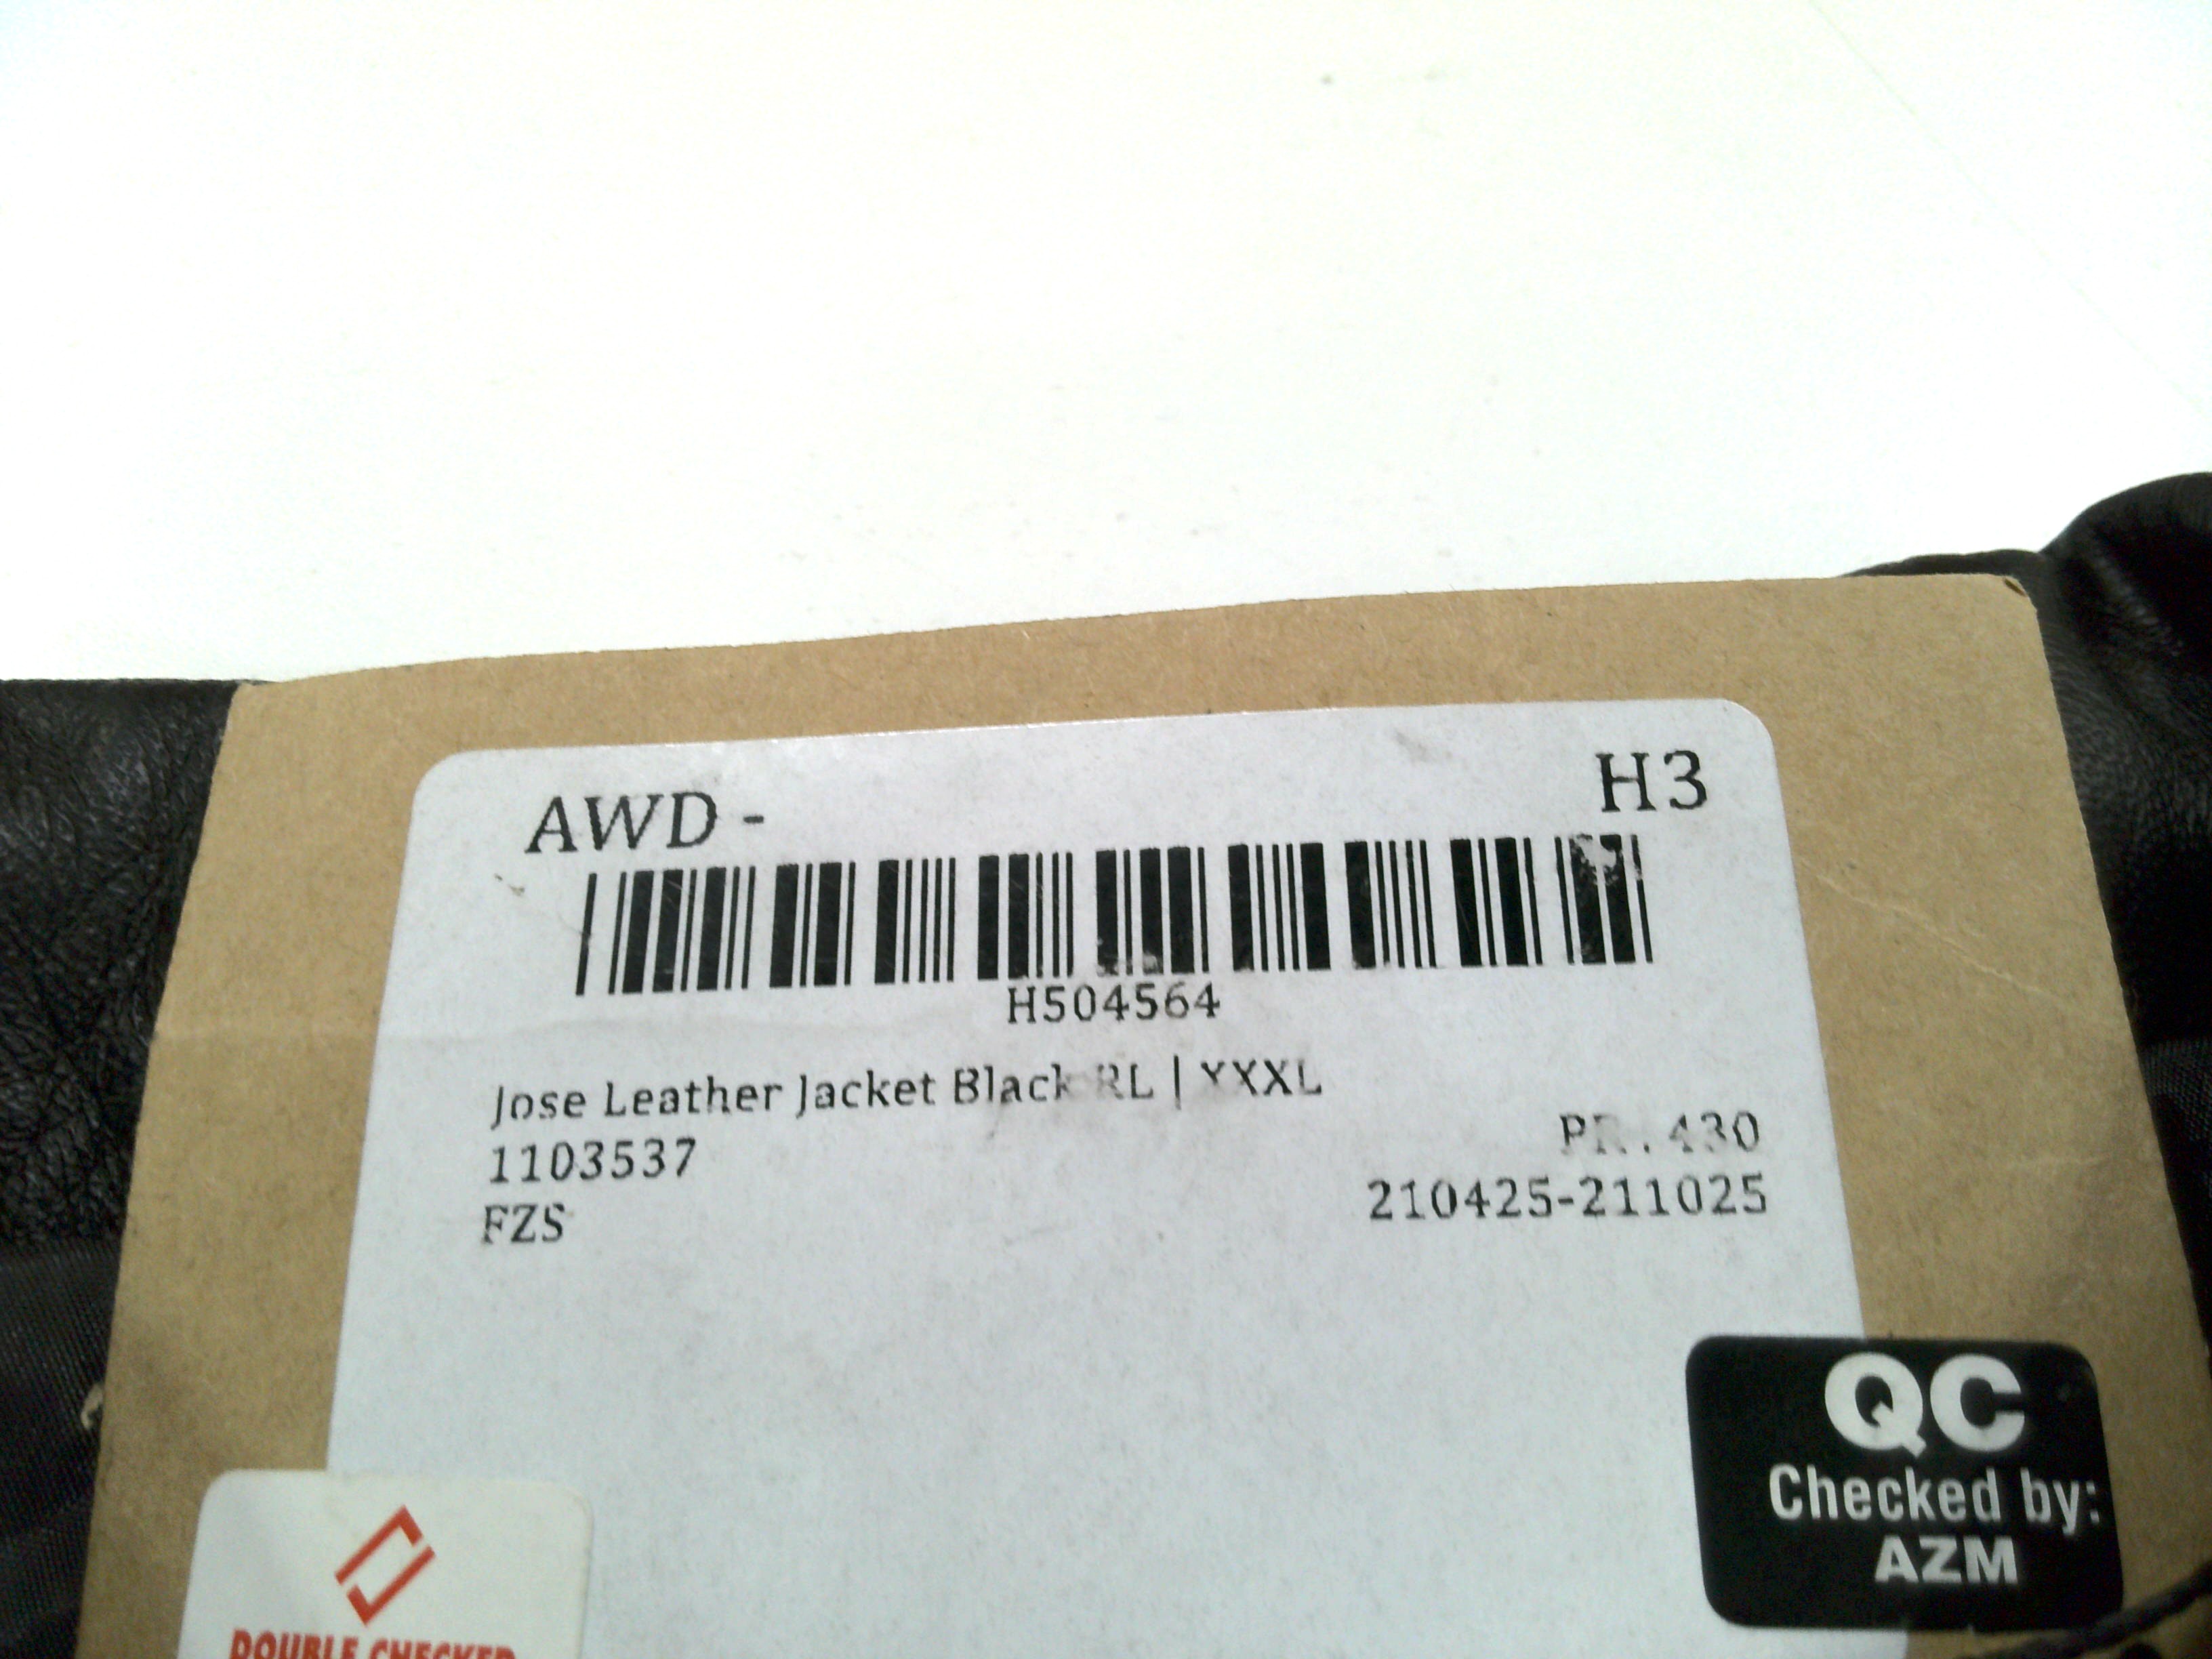 AWD - H3
H504564
Jose Leather Jacket Black RL | XXXL
1103537
430
FZS 210425-211025
QC
Checked by:
AZM
DOUBLE CHECKED